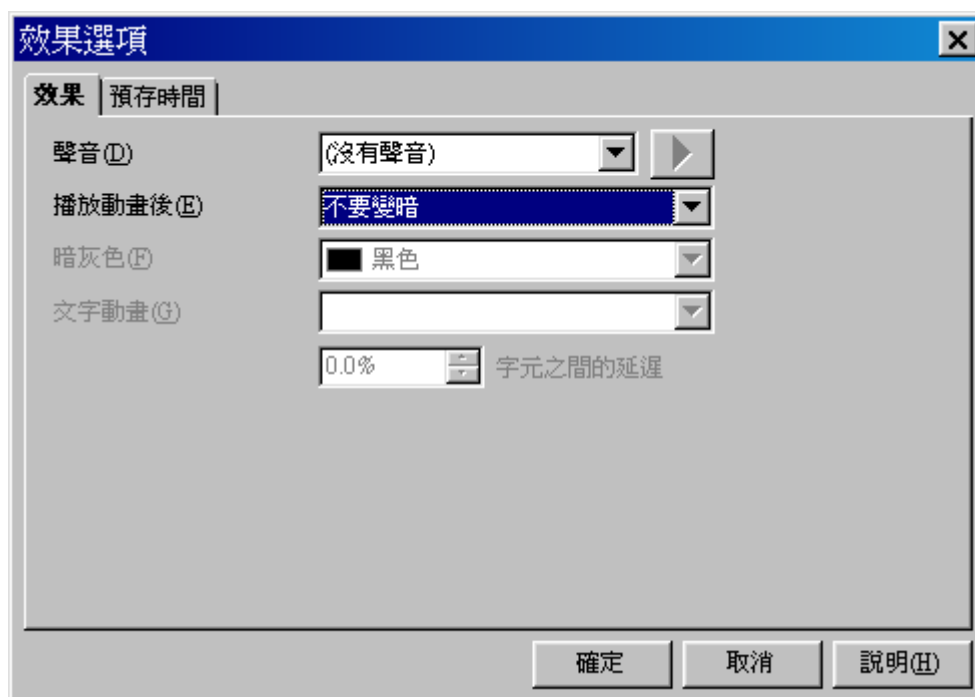 效果選項
效果 預存時間
聲音(D) (沒有聲音)
播放動畫後(E) 不要變暗
暗灰色(F) 黑色
文字動畫(G)
0.0% 字元之間的延遲
確定 取消 說明(H)